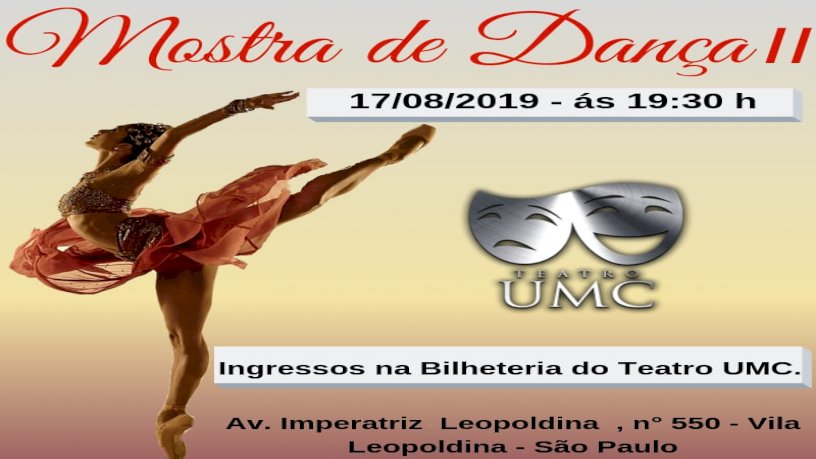 Mostra de Dança II
17/08/2019 - ás 19:30 h
TEATRO
UMC
Ingressos na Bilheteria do Teatro UMC.
Av. Imperatriz Leopoldina , n° 550 - Vila
Leopoldina - São Paulo